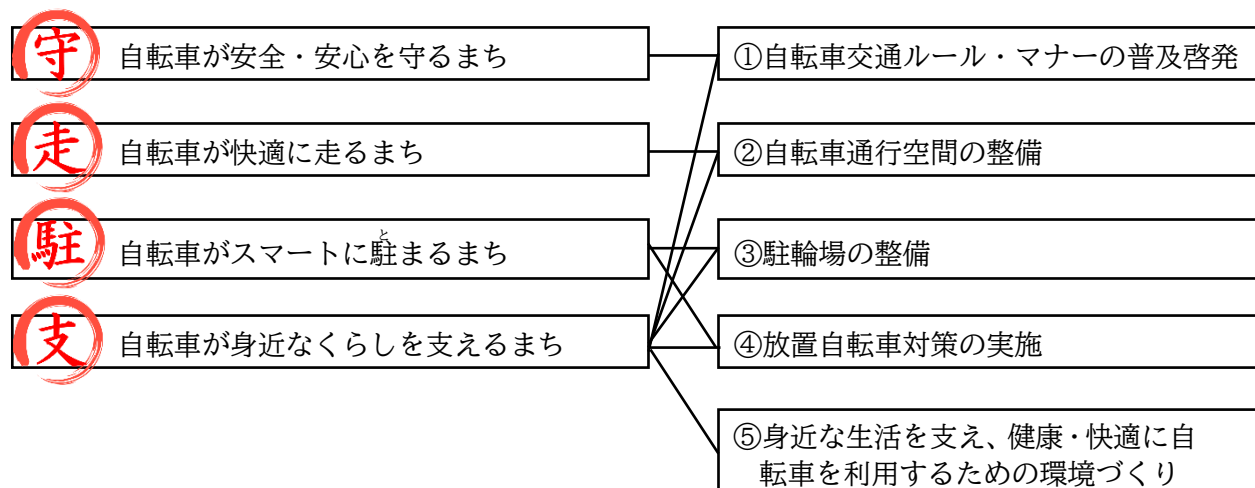 守 自転車が安全・安心を守るまち
走 自転車が快適に走るまち
駐 自転車がスマートに駐まるまち
と
支 自転車が身近なくらしを支えるまち
①自転車交通ルール・マナーの普及啓発
②自転車通行空間の整備
③駐輪場の整備
④放置自転車対策の実施
⑤身近な生活を支え、健康・快適に自
転車を利用するための環境づくり